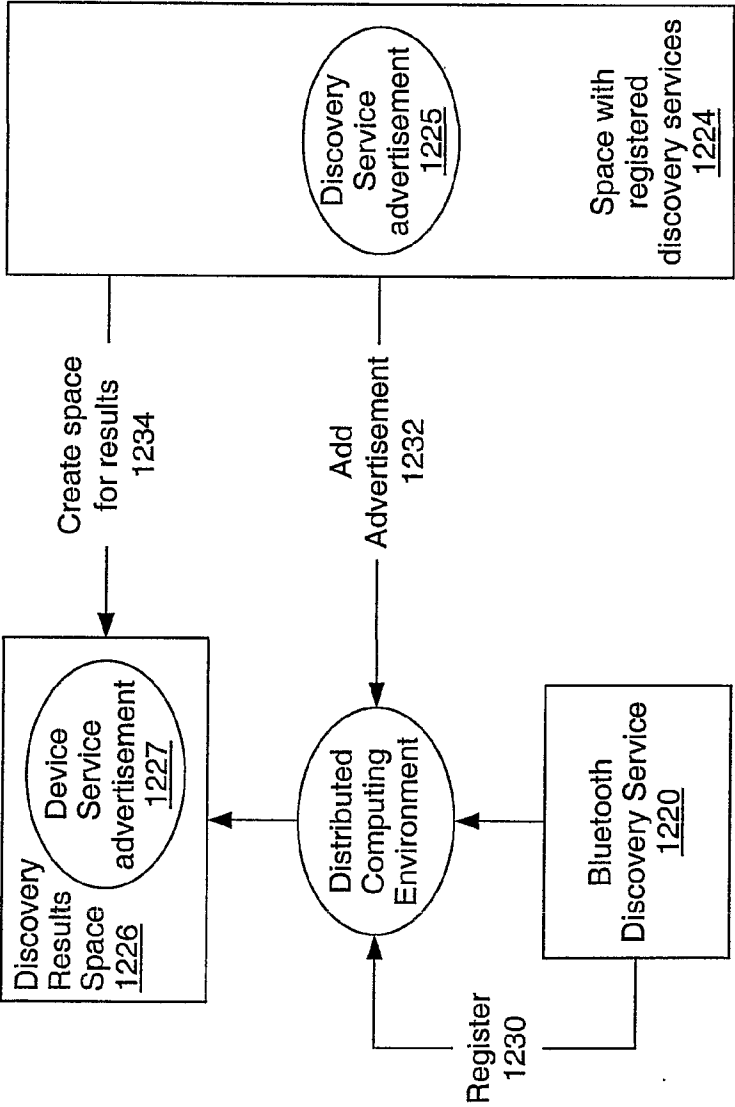 Discovery
Results
Space
1226
Device
Service
advertisement
1227
Create space
for results
1234
Discovery
Service
advertisement
1225
Space with
registered
discovery services
1224
Add
Advertisement
1232
Distributed
Computing
Environment
Register
1230
Bluetooth
Discovery Service
1220